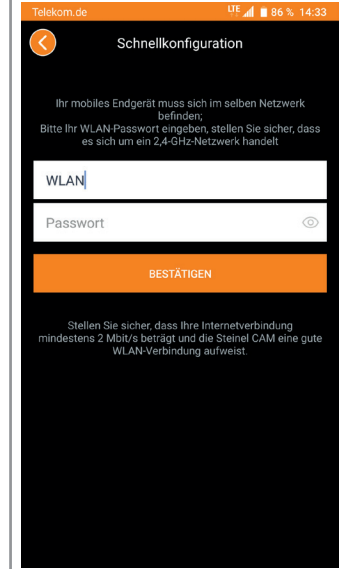 Telekom.de LTE 86 % 14:33
Schnellkonfiguration
Ihr mobiles Endgerät muss sich im selben Netzwerk
befinden;
Bitte Ihr WLAN-Passwort eingeben, stellen Sie sicher, dass
es sich um ein 2,4-GHz-Netzwerk handelt
WLAN
Passwort
BESTÄTIGEN
Stellen Sie sicher, dass Ihre Internetverbindung
mindestens 2 Mbit/s beträgt und die Steinel CAM eine gute
WLAN-Verbindung aufweist.